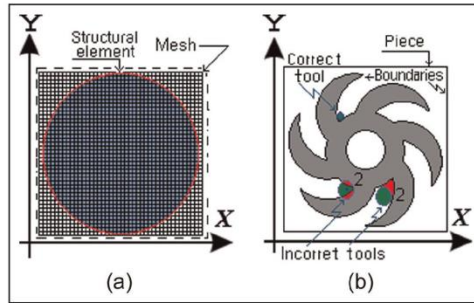 Y
Structural
element
Mesh
X
(a)
Y
Piece
Correct
tool
Boundaries
2
2
X
Incorret tools
(b)